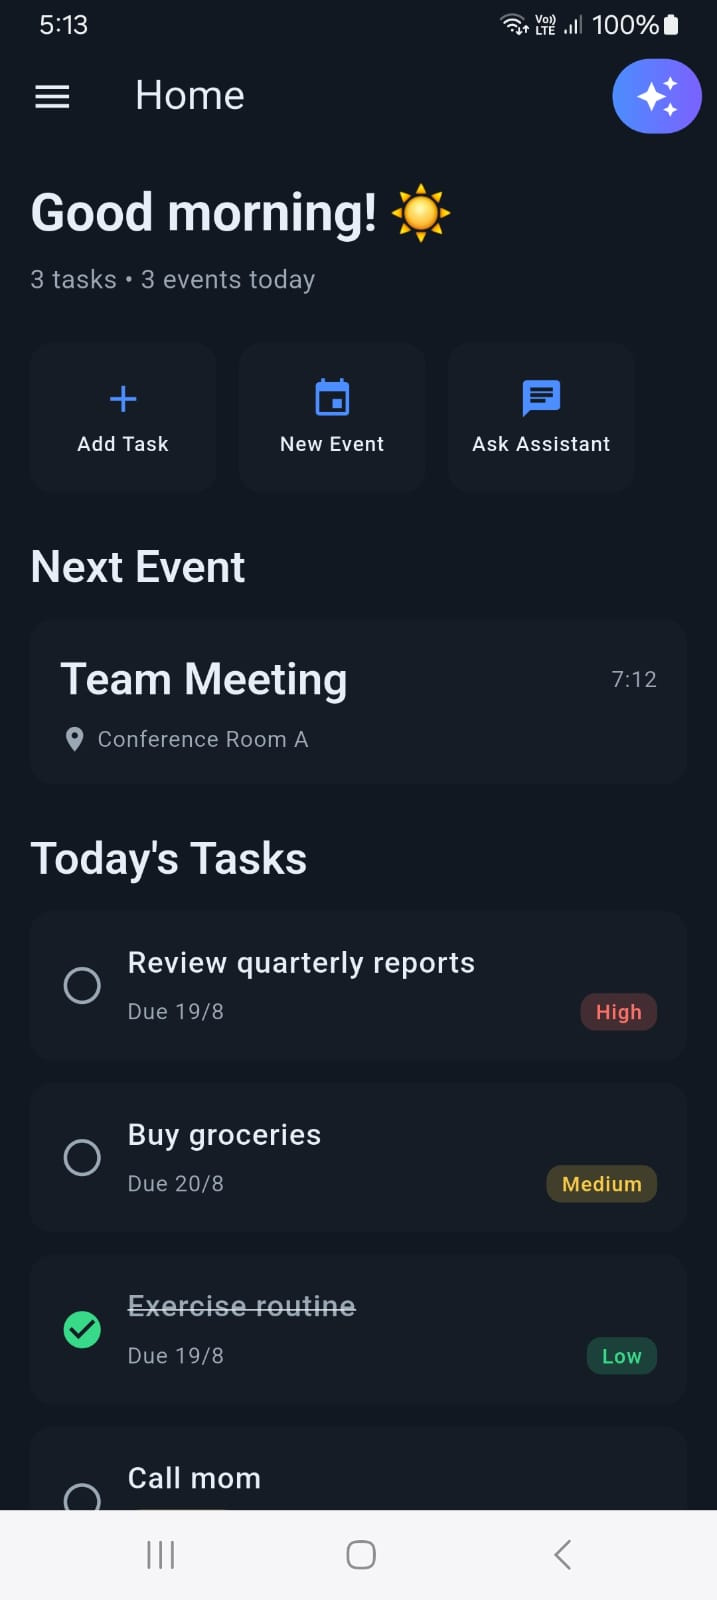 5:13
Vo)) LTE
100%
Home
Good morning! ☀️
3 tasks • 3 events today
Add Task
New Event
Ask Assistant
Next Event
Team Meeting
7:12
Conference Room A
Today's Tasks
Review quarterly reports
Due 19/8
High
Buy groceries
Due 20/8
Medium
Exercise routine
Due 19/8
Low
Call mom